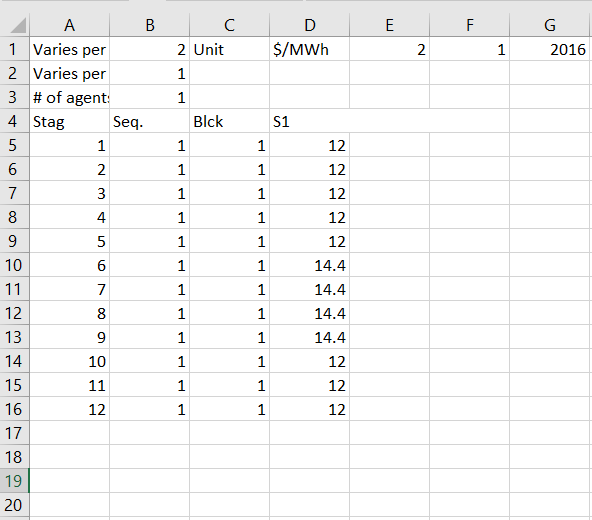 A B C D E F G
1 Varies per 2 Unit $/MWh 2 1 2016
2 Varies per 1
3 # of agents 1
4 Stag Seq. Blck S1
5 1 1 1 12
6 2 1 1 12
7 3 1 1 12
8 4 1 1 12
9 5 1 1 12
10 6 1 1 14.4
11 7 1 1 14.4
12 8 1 1 14.4
13 9 1 1 14.4
14 10 1 1 12
15 11 1 1 12
16 12 1 1 12
17
18
19
20